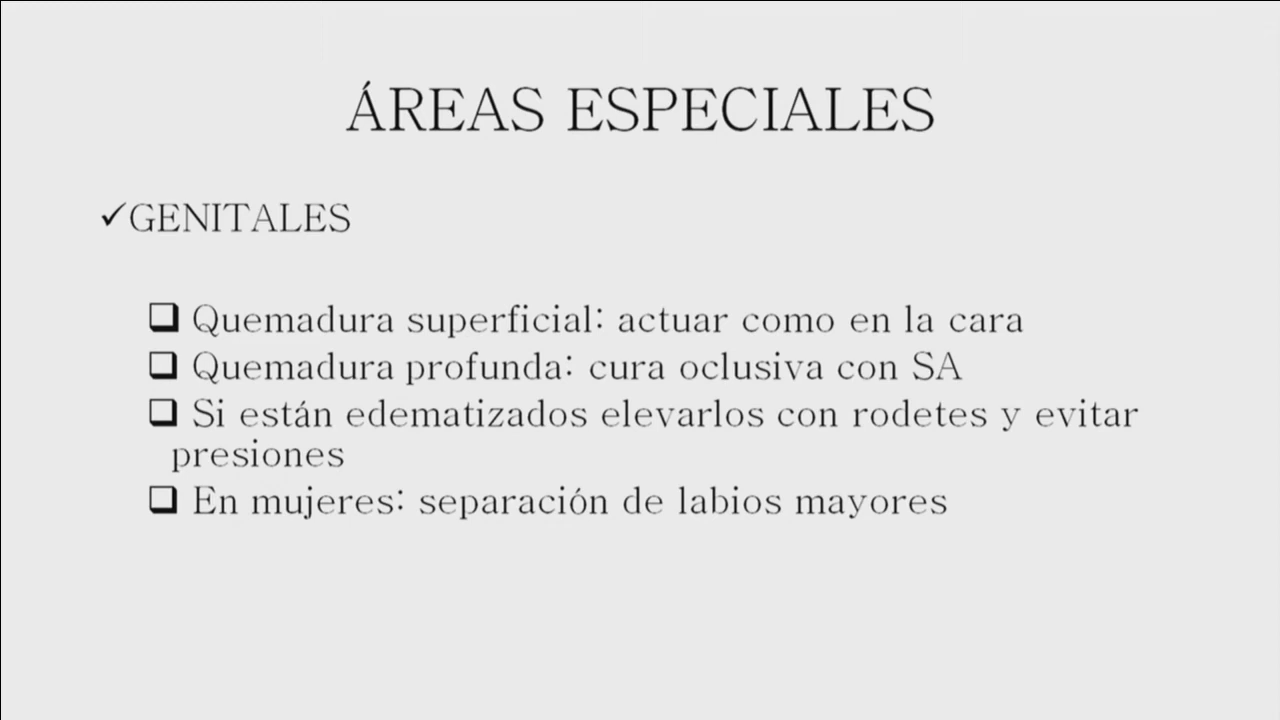 ÁREAS ESPECIALES
✓GENITALES
❑ Quemadura superficial: actuar como en la cara
❑ Quemadura profunda: cura oclusiva con SA
❑ Si están edematizados elevarlos con rodetes y evitar
presiones
❑ En mujeres: separación de labios mayores